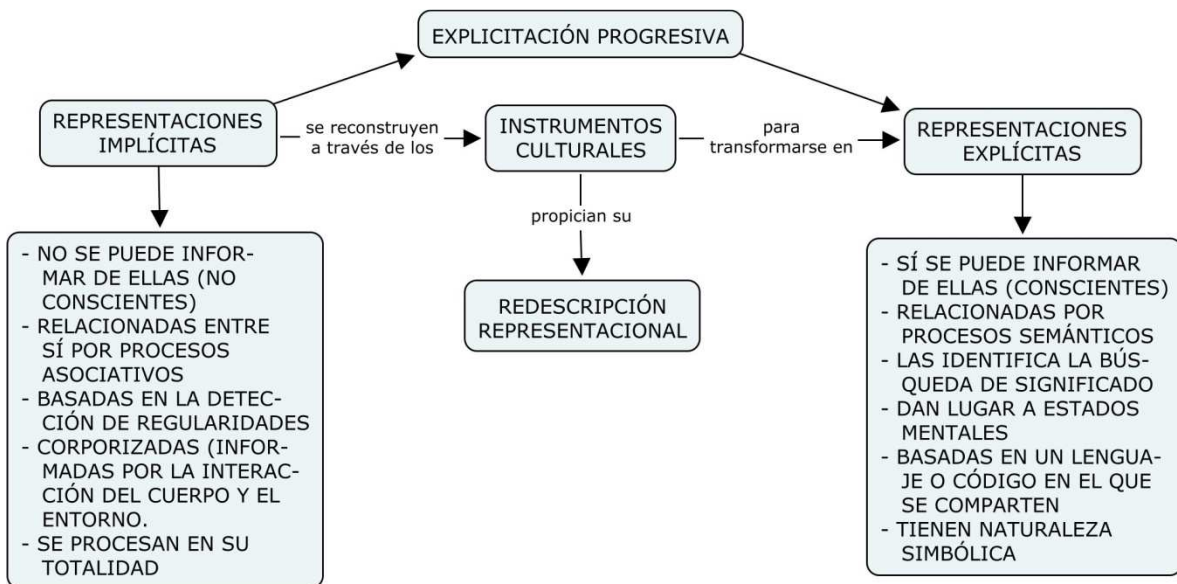 EXPLICITACIÓN PROGRESIVA
REPRESENTACIONES
IMPLÍCITAS
se reconstruyen
a través de los
INSTRUMENTOS
CULTURALES
para
transformarse en
REPRESENTACIONES
EXPLÍCITAS
propician su
REDESCRIPCIÓN
REPRESENTACIONAL
- NO SE PUEDE INFOR-
MAR DE ELLAS (NO
CONSCIENTES)
- RELACIONADAS ENTRE
SÍ POR PROCESOS
ASOCIATIVOS
- BASADAS EN LA DETEC-
CIÓN DE REGULARIDADES
- CORPORIZADAS (INFOR-
MADAS POR LA INTERAC-
CIÓN DEL CUERPO Y EL
ENTORNO.
- SE PROCESAN EN SU
TOTALIDAD
- SÍ SE PUEDE INFORMAR
DE ELLAS (CONSCIENTES)
- RELACIONADAS POR
PROCESOS SEMÁNTICOS
- LAS IDENTIFICA LA BÚS-
QUEDA DE SIGNIFICADO
- DAN LUGAR A ESTADOS
MENTALES
- BASADAS EN UN LENGUA-
JE O CÓDIGO EN EL QUE
SE COMPARTEN
- TIENEN NATURALEZA
SIMBÓLICA